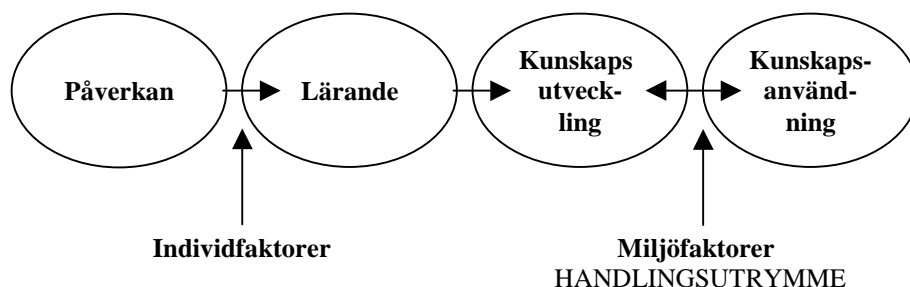 Påverkan
Lärande
Kunskaps
utveck-
ling
Kunskaps-
använd-
ning
Individfaktorer
Miljöfaktorer
HANDLINGSUTRYMME